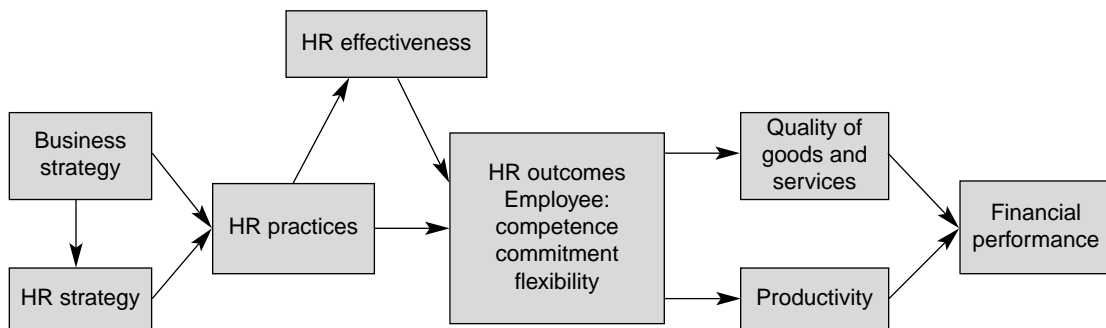 HR effectiveness
Business
strategy
HR strategy
HR practices
HR outcomes
Employee:
competence
commitment
flexibility
Quality of
goods and
services
Productivity
Financial
performance